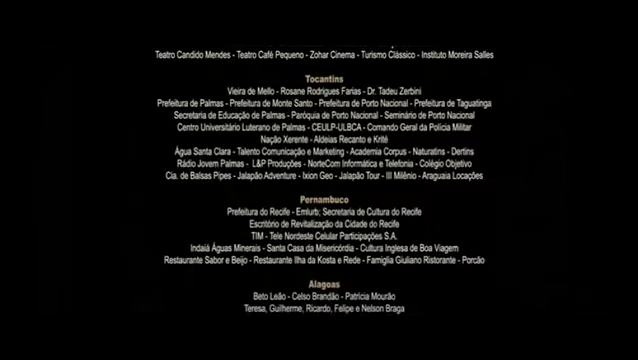 Teatro Candido Mendes - Teatro Café Pequeno - Zohar Cinema - Turismo Clássico - Instituto Moreira Salles
Tocantins
Vieira de Mello - Rosane Rodrigues Farias - Dr. Tadeu Zerbini
Prefeitura de Palmas - Prefeitura de Monte Santo - Prefeitura de Porto Nacional - Prefeitura de Taguatinga
Secretaria de Educação de Palmas - Paróquia de Porto Nacional - Seminário de Porto Nacional
Centro Universitário Luterano de Palmas - CEULP-ULBCA - Comando Geral da Polícia Militar
Nação Xerente - Aldeias Recanto e Krité
Água Santa Clara - Talento Comunicação e Marketing - Academia Corpus - Naturatins - Dertins
Rádio Jovem Palmas - L&P Produções - NorteCom Informática e Telefonia - Colégio Objetivo
Cia. de Balsas Pipes - Jalapão Adventure - Ixion Geo - Jalapão Tour - III Milênio - Araguaia Locações
Pernambuco
Prefeitura do Recife - Emlurb; Secretaria de Cultura do Recife
Escritório de Revitalização da Cidade do Recife
TIM - Tele Nordeste Celular Participações S.A.
Indaiá Águas Minerais - Santa Casa da Misericórdia - Cultura Inglesa de Boa Viagem
Restaurante Sabor e Beijo - Restaurante Ilha da Kosta e Rede - Famiglia Giuliano Ristorante - Porcão
Alagoas
Beto Leão - Celso Brandão - Patrícia Mourão
Teresa, Guilherme, Ricardo, Felipe e Nelson Braga